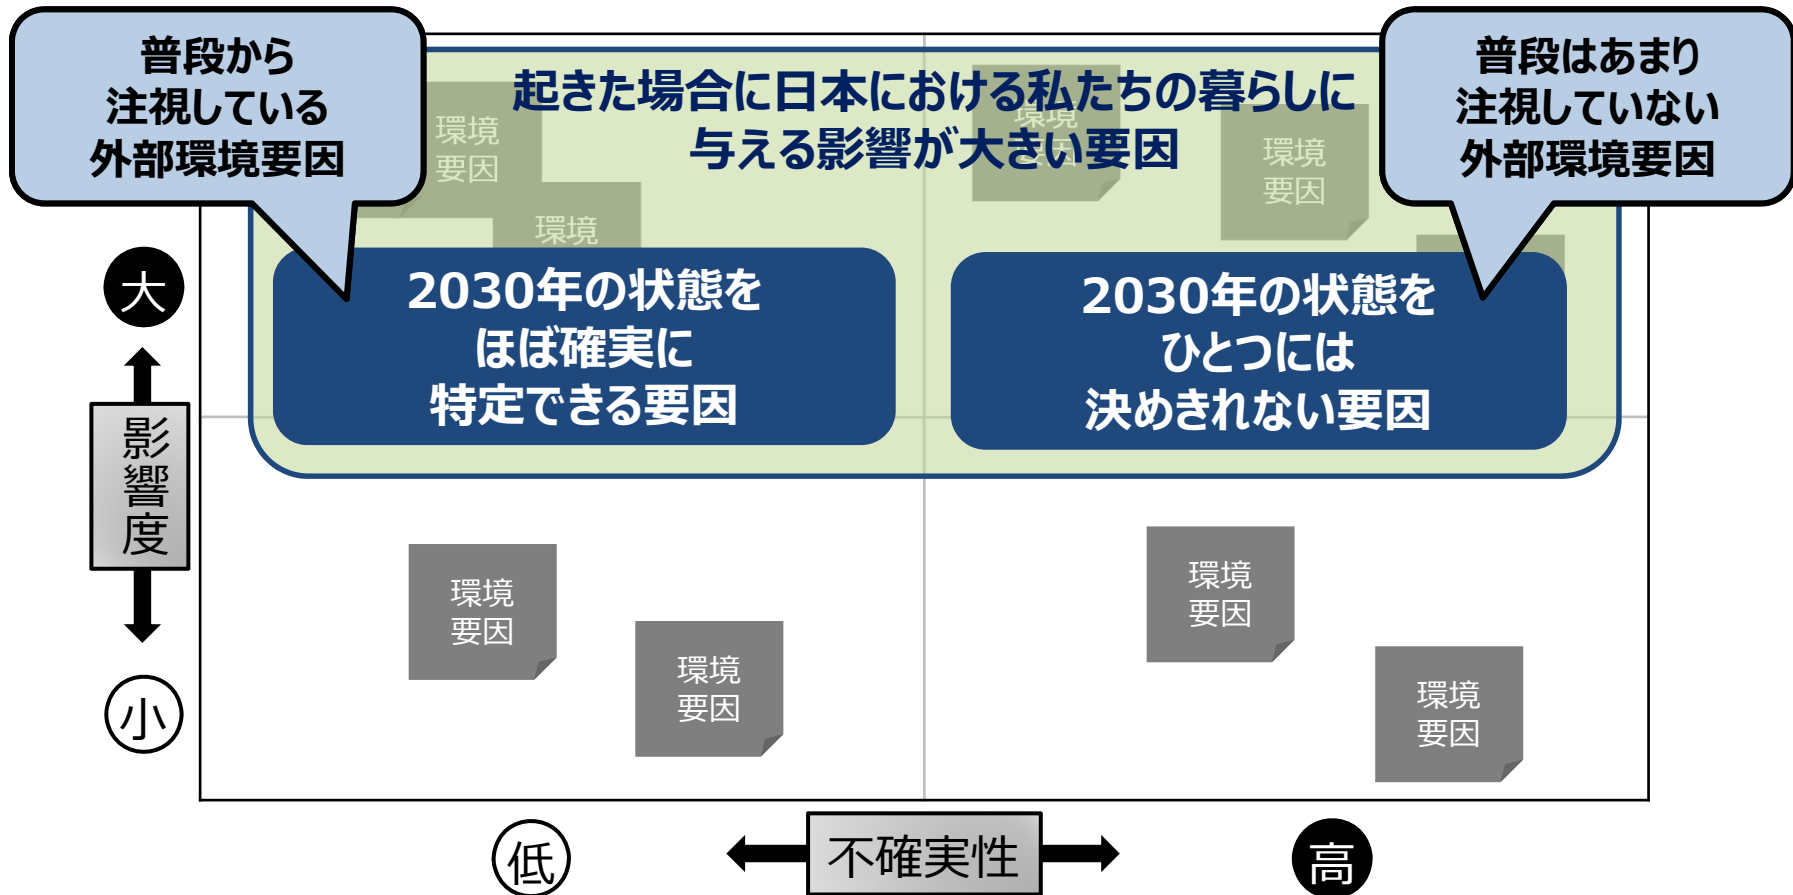 普段から
注視している
外部環境要因
起きた場合に日本における私たちの暮らしに
与える影響が大きい要因
普段はあまり
注視していない
外部環境要因
環境
要因
環境
環境
要因
環境
要因
2030年の状態を
ほぼ確実に
特定できる要因
2030年の状態を
ひとつには
決めきれない要因
大
影響度
小
環境
要因
環境
要因
環境
要因
環境
要因
低
不確実性
高